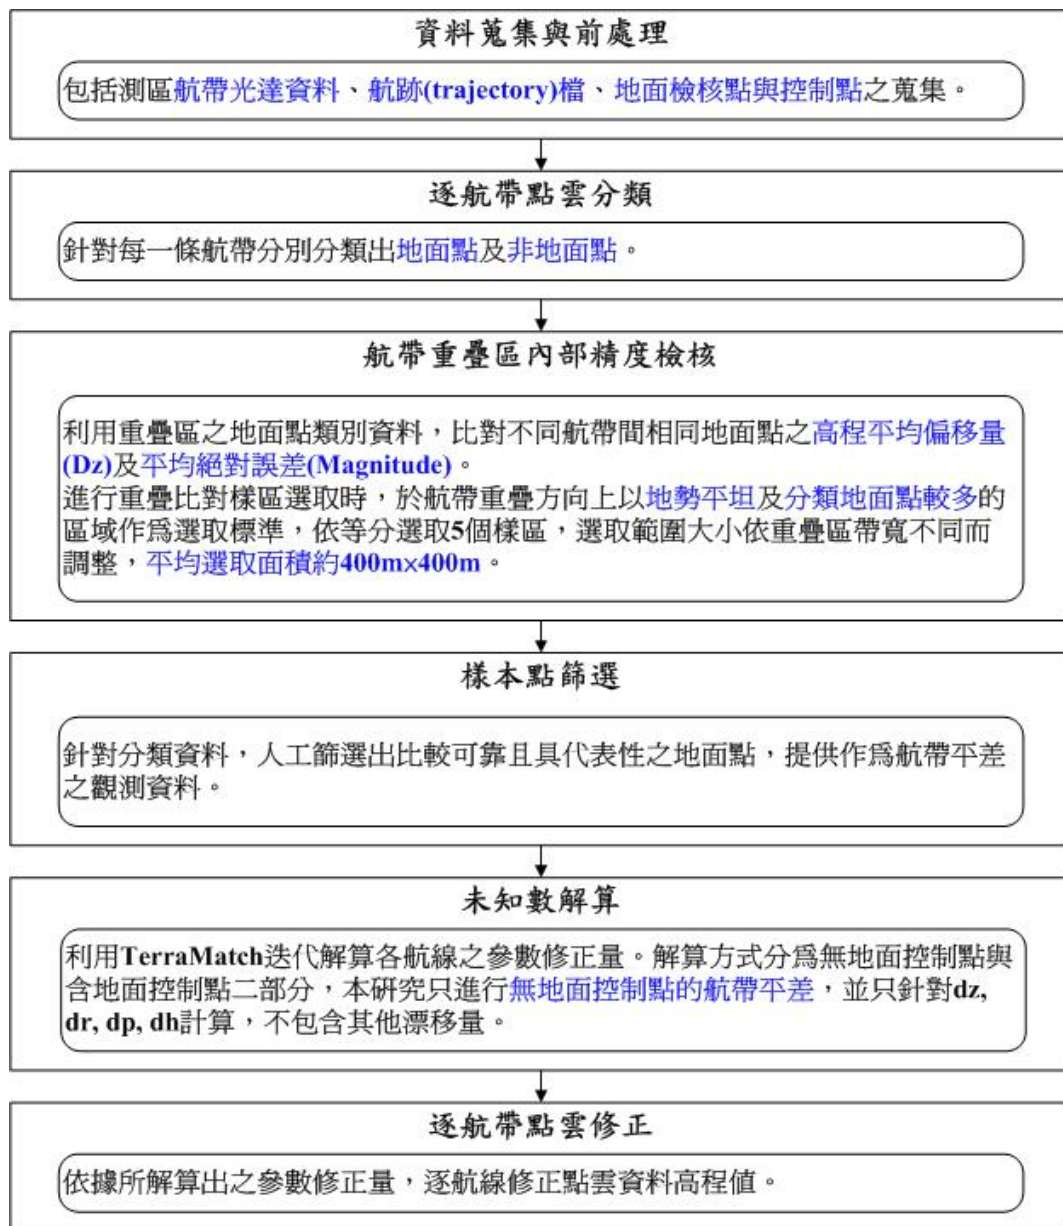 資料蒐集與前處理
包括測區航帶光達資料、航跡(trajectory)檔、地面檢核點與控制點之蒐集。
逐航帶點雲分類
針對每一條航帶分別分類出地面點及非地面點。
航帶重疊區內部精度檢核
利用重疊區之地面點類別資料，比對不同航帶間相同地面點之高程平均偏移量
(Dz)及平均絕對誤差(Magnitude)。
進行重疊比對樣區選取時，於航帶重疊方向上以地勢平坦及分類地面點較多的
區域作為選取標準，依等分選取5個樣區，選取範圍大小依重疊區帶寬不同而
調整，平均選取面積約400m×400m。
樣本點篩選
針對分類資料，人工篩選出比較可靠且具代表性之地面點，提供作為航帶平差
之觀測資料。
未知數解算
利用TerraMatch迭代解算各航線之參數修正量。解算方式分為無地面控制點與
含地面控制點二部分，本研究只進行無地面控制點的航帶平差，並只針對dz,
dr, dp, dh計算，不包含其他漂移量。
逐航帶點雲修正
依據所解算出之參數修正量，逐航線修正點雲資料高程值。